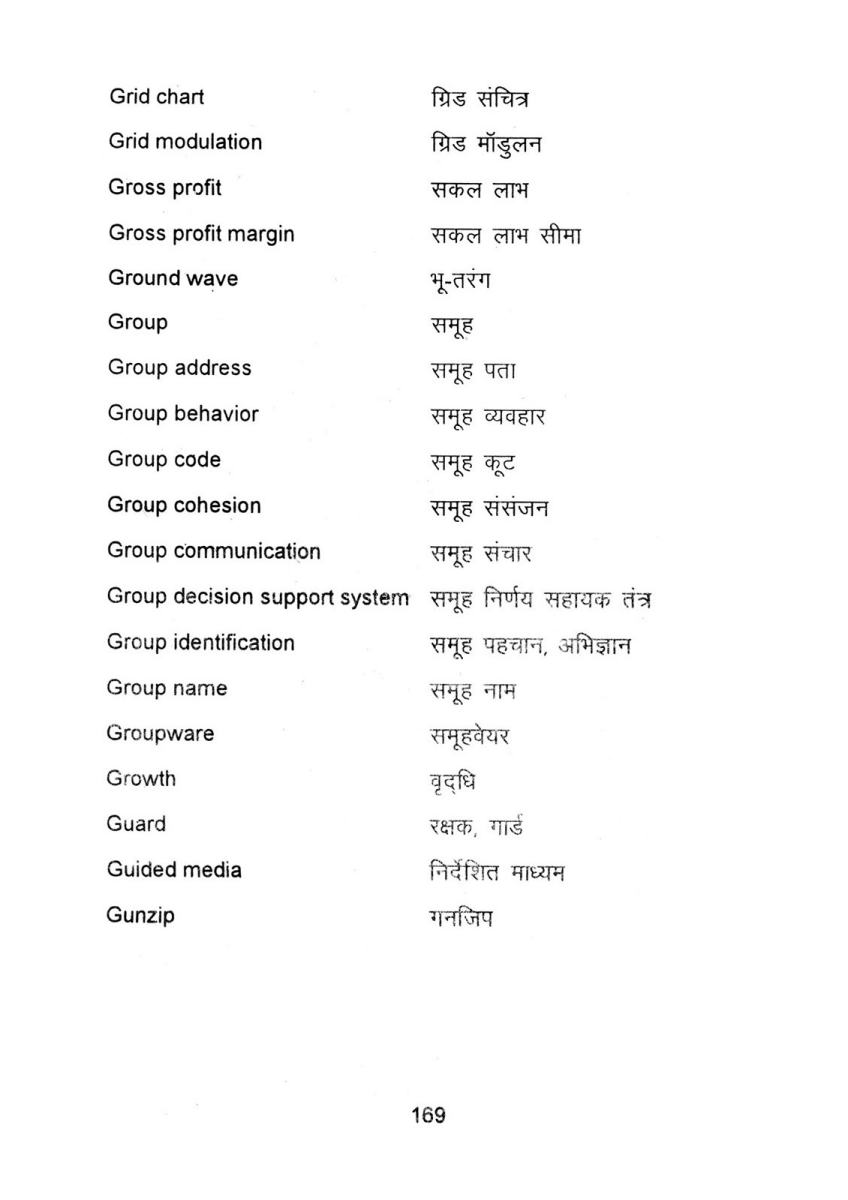 Grid chart ग्रिड संचित्र
Grid modulation ग्रिड मॉडुलन
Gross profit सकल लाभ
Gross profit margin सकल लाभ सीमा
Ground wave भू-तरंग
Group समूह
Group address समूह पता
Group behavior समूह व्यवहार
Group code समूह कूट
Group cohesion समूह संसंजन
Group communication समूह संचार
Group decision support system समूह निर्णय सहायक तंत्र
Group identification समूह पहचान, अभिज्ञान
Group name समूह नाम
Groupware समूहवेयर
Growth वृद्‌धि
Guard रक्षक, गार्ड
Guided media निर्देशित माध्यम
Gunzip गनजिप
169